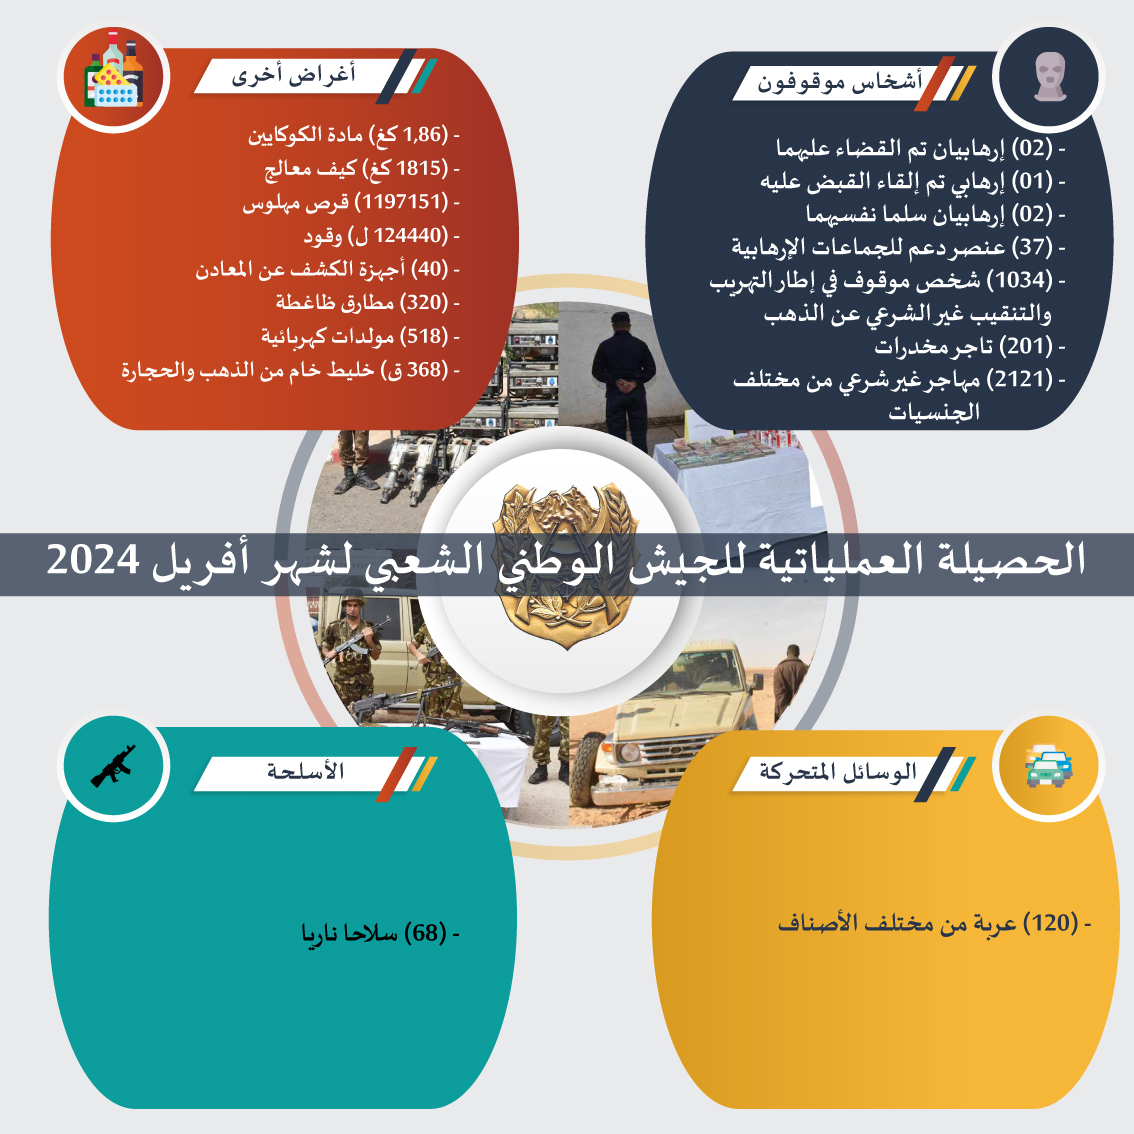 أشخاس موقوفون
- (02) إرهابيان تم القضاء عليهما
- (01) إرهابي تم إلقاء القبض عليه
- (02) إرهابيان سلما نفسيهما
- (37) عنصر دعم للجماعات الإرهابية
- (1034) شخص موقوف في إطار التهريب
والتنقيب غير الشرعي عن الذهب
- (201) تاجر مخدرات
- (2121) مهاجر غير شرعي من مختلف
الجنسيات
أغراض أخرى
- (1,86 كغ) مادة الكوكايين
- (1815 كغ) كيف معالج
- (1197151) قرص مهلوس
- (124440 ل) وقود
- (40) أجهزة الكشف عن المعادن
- (320) مطارق ظاغطة
- (518) مولدات كهربائية
- (368 ق) خليط خام من الذهب والحجارة
الحصيلة العملياتية للجيش الوطني الشعبي لشهر أفريل 2024
الوسائل المتحركة
- (120) عربة من مختلف الأصناف
الأسلحة
- (68) سلاحا ناريا